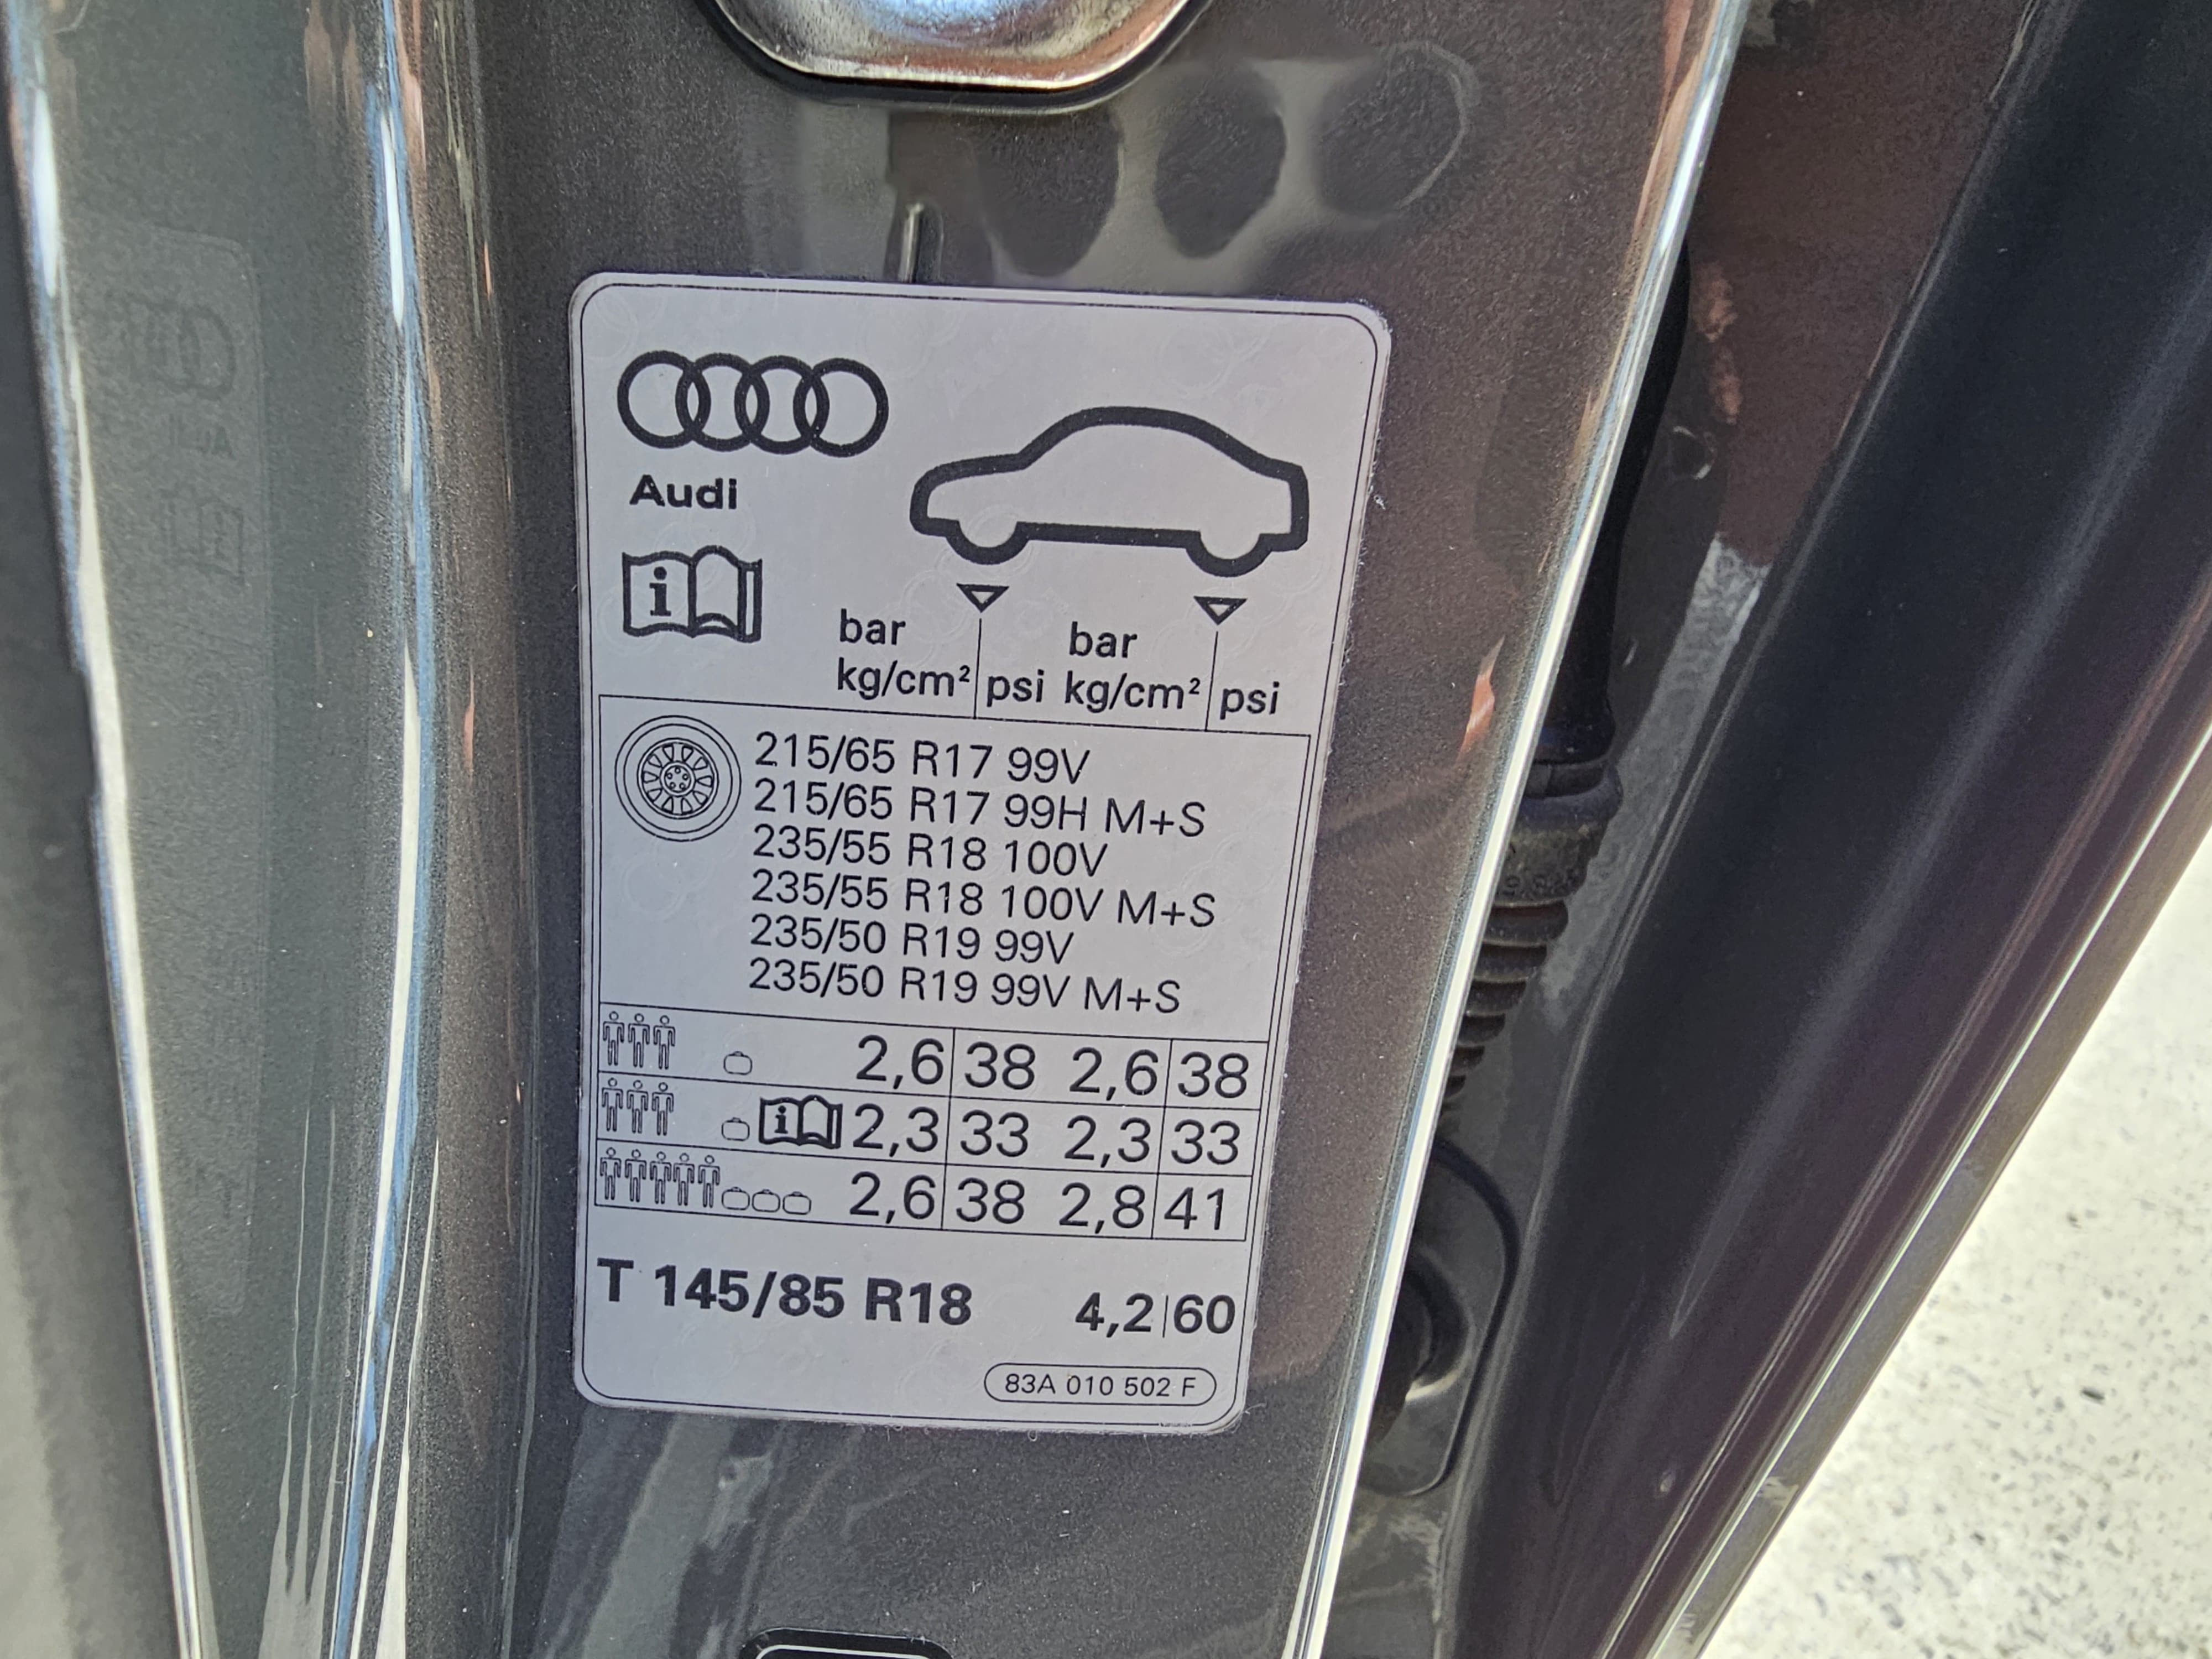 Audi
i
bar bar
kg/cm² psi kg/cm² psi
215/65 R17 99V
215/65 R17 99H M+S
235/55 R18 100V
235/55 R18 100V M+S
235/50 R19 99V
235/50 R19 99V M+S
2,6 38 2,6 38
i 2,3 33 2,3 33
2,6 38 2,8 41
T 145/85 R18 4,2|60
83A 010 502 F